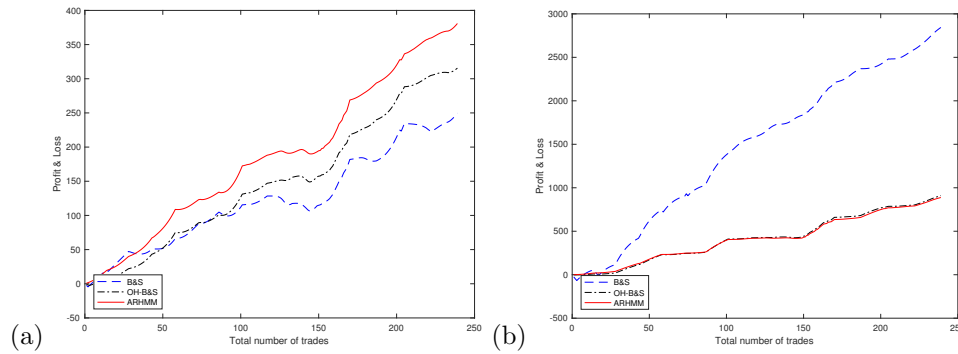 400
350
300
250
200
150
100
50
0
-50
Profit & Loss
0 50 100 150 200 250
Total number of trades
B&S
OH-B&S
ARHMM
(a)
3000
2500
2000
1500
1000
500
0
-500
Profit & Loss
0 50 100 150 200 250
Total number of trades
B&S
OH-B&S
ARHMM
(b)